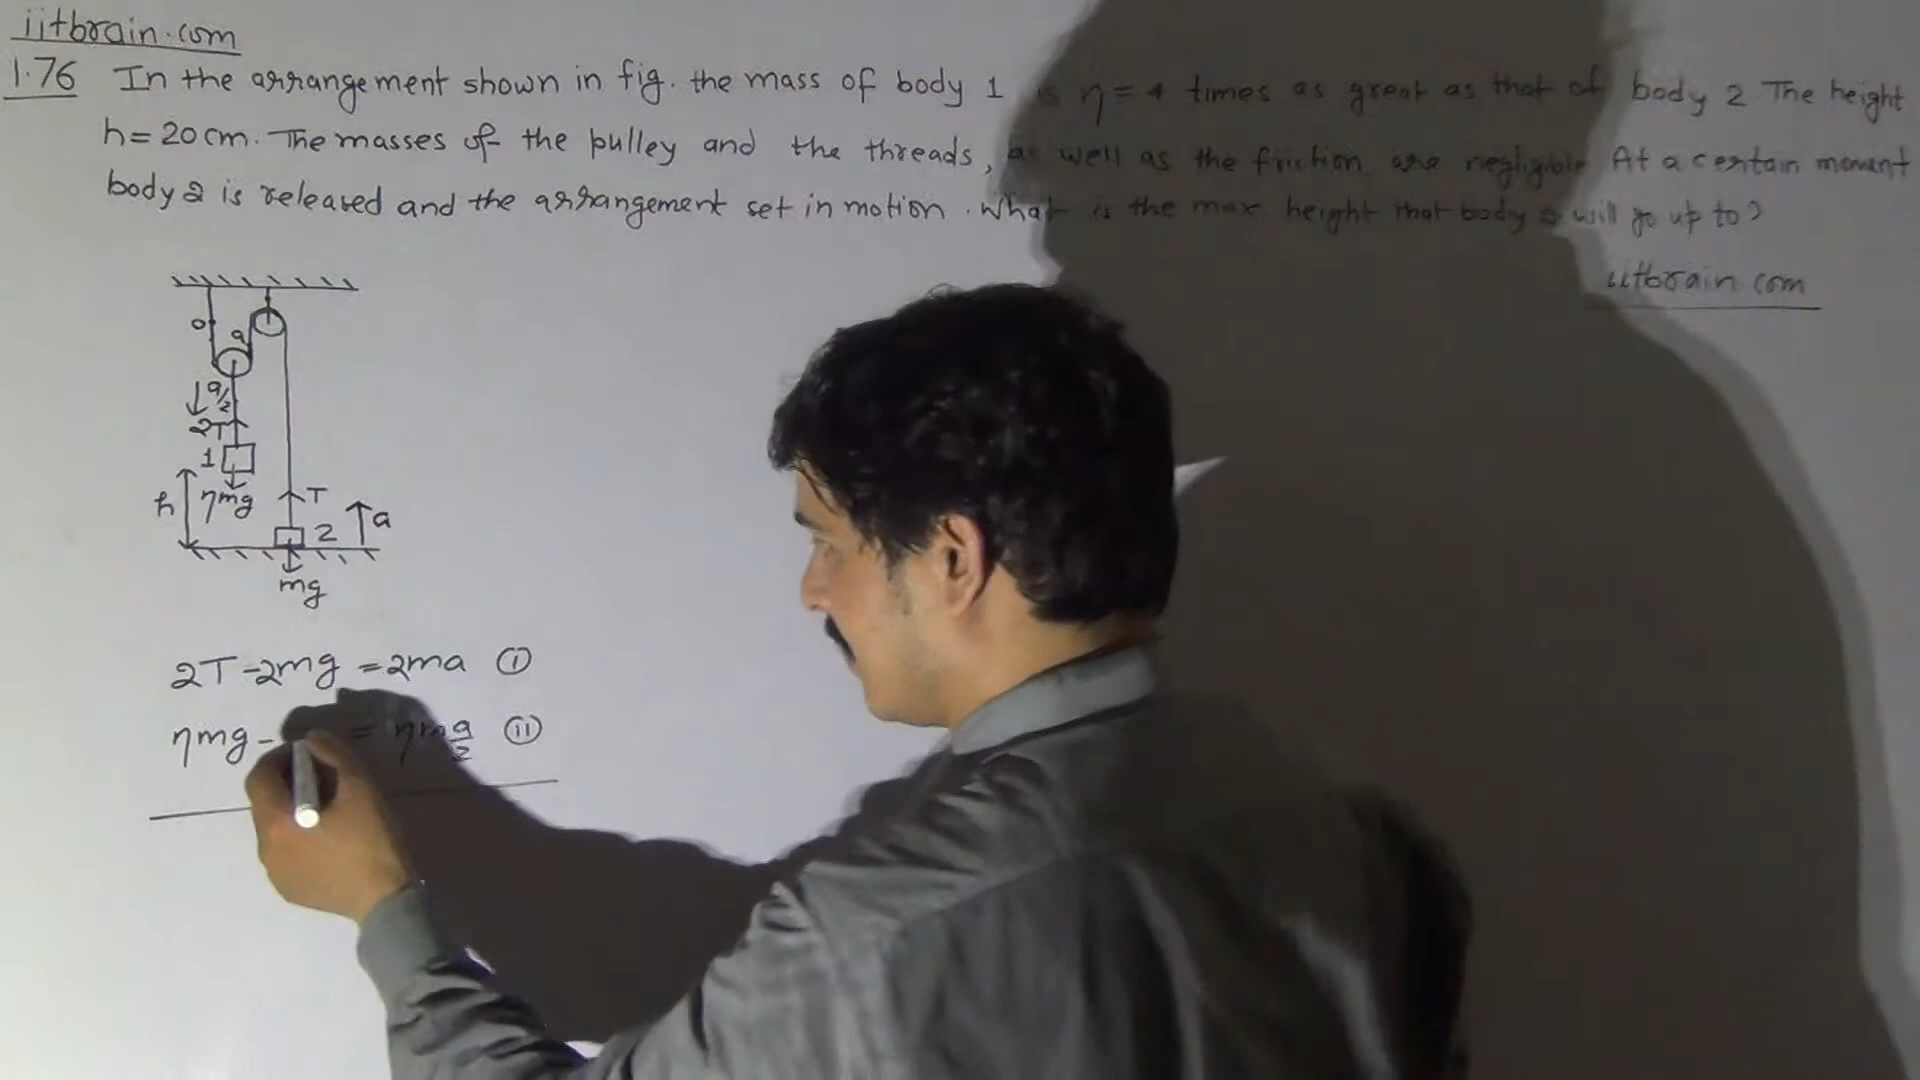 iitbrain.com
1.76 In the arrangement shown in fig. the mass of body 1 is η = 4 times as great as that of body 2 The height
h = 20 cm. The masses of the pulley and the threads, as well as the friction are negligible At a certain moment
body 2 is released and the arrangement set in motion. What is the max height that body 2 will go up to?
iitbrain.com
o
a
a/2
2T
1
h
ηmg
T
2
a
mg
2T - 2mg = 2ma (i)
ηmg - = ηm a/2 (ii)